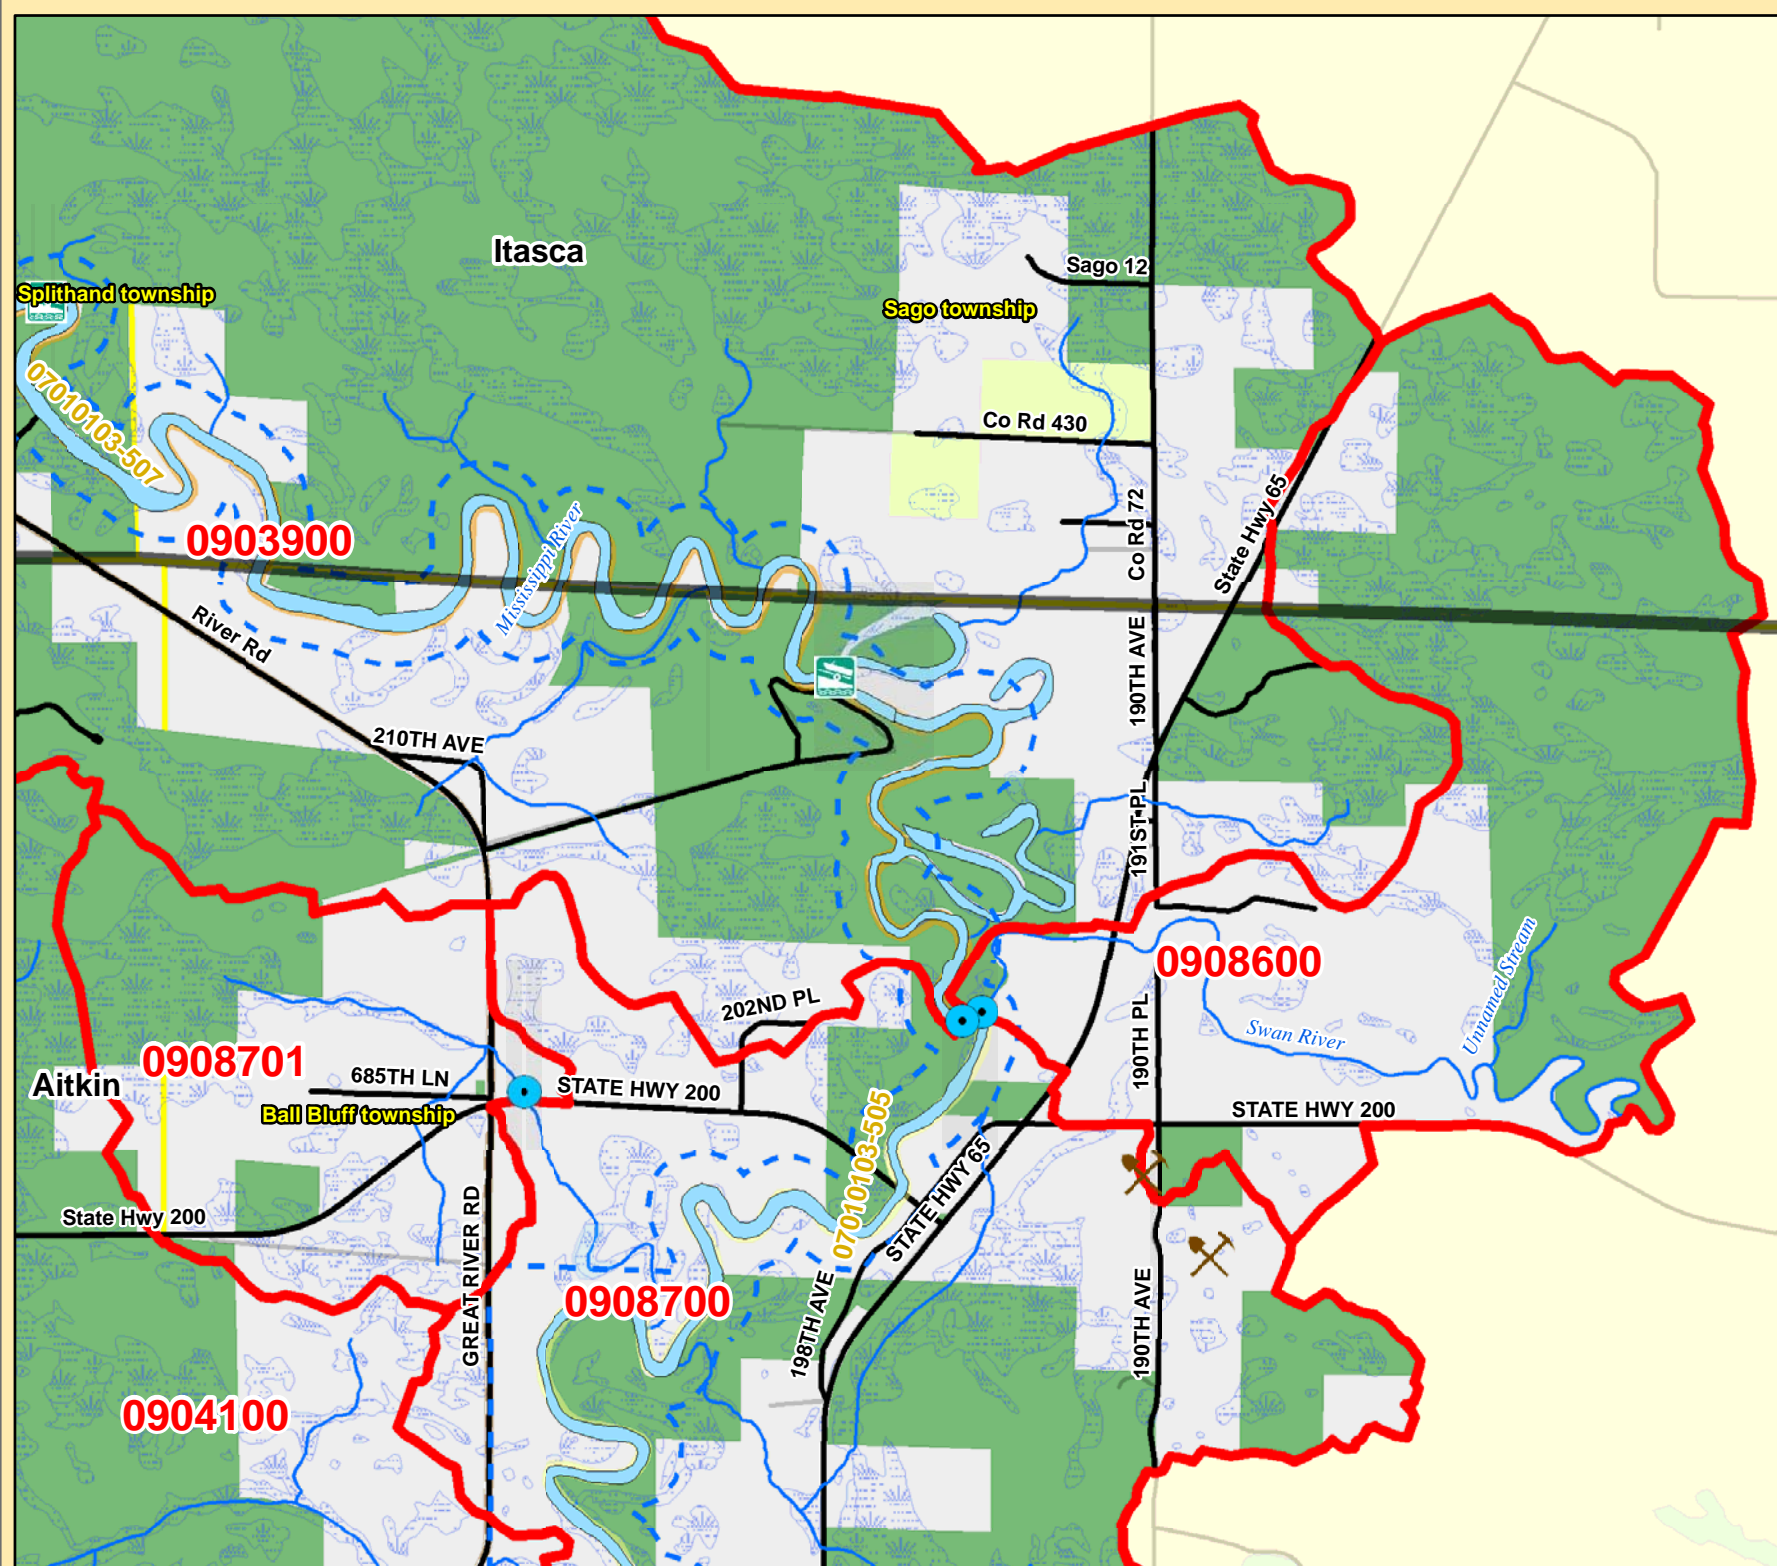 Itasca
Sago 12
Splithand township
Sago township
07010103-507
Co Rd 430
State Hwy 65
Co Rd 72
0903900
Mississippi River
River Rd
190TH AVE
210TH AVE
191ST PL
0908600
Unnamed Stream
202ND PL
190TH PL
Swan River
0908701
Aitkin
685TH LN
STATE HWY 200
Ball Bluff township
STATE HWY 200
07010103-505
STATE HWY 65
State Hwy 200
GREAT RIVER RD
0908700
198TH AVE
190TH AVE
0904100